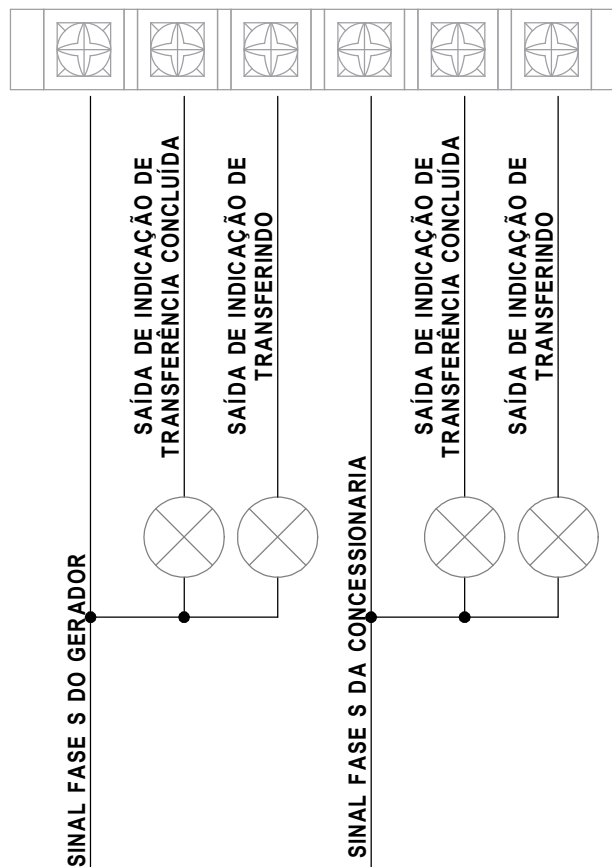 SINAL FASE S DO GERADOR
SAÍDA DE INDICAÇÃO DE
TRANSFERÊNCIA CONCLUÍDA
SAÍDA DE INDICAÇÃO DE
TRANSFERINDO
SINAL FASE S DA CONCESSIONARIA
SAÍDA DE INDICAÇÃO DE
TRANSFERÊNCIA CONCLUÍDA
SAÍDA DE INDICAÇÃO DE
TRANSFERINDO